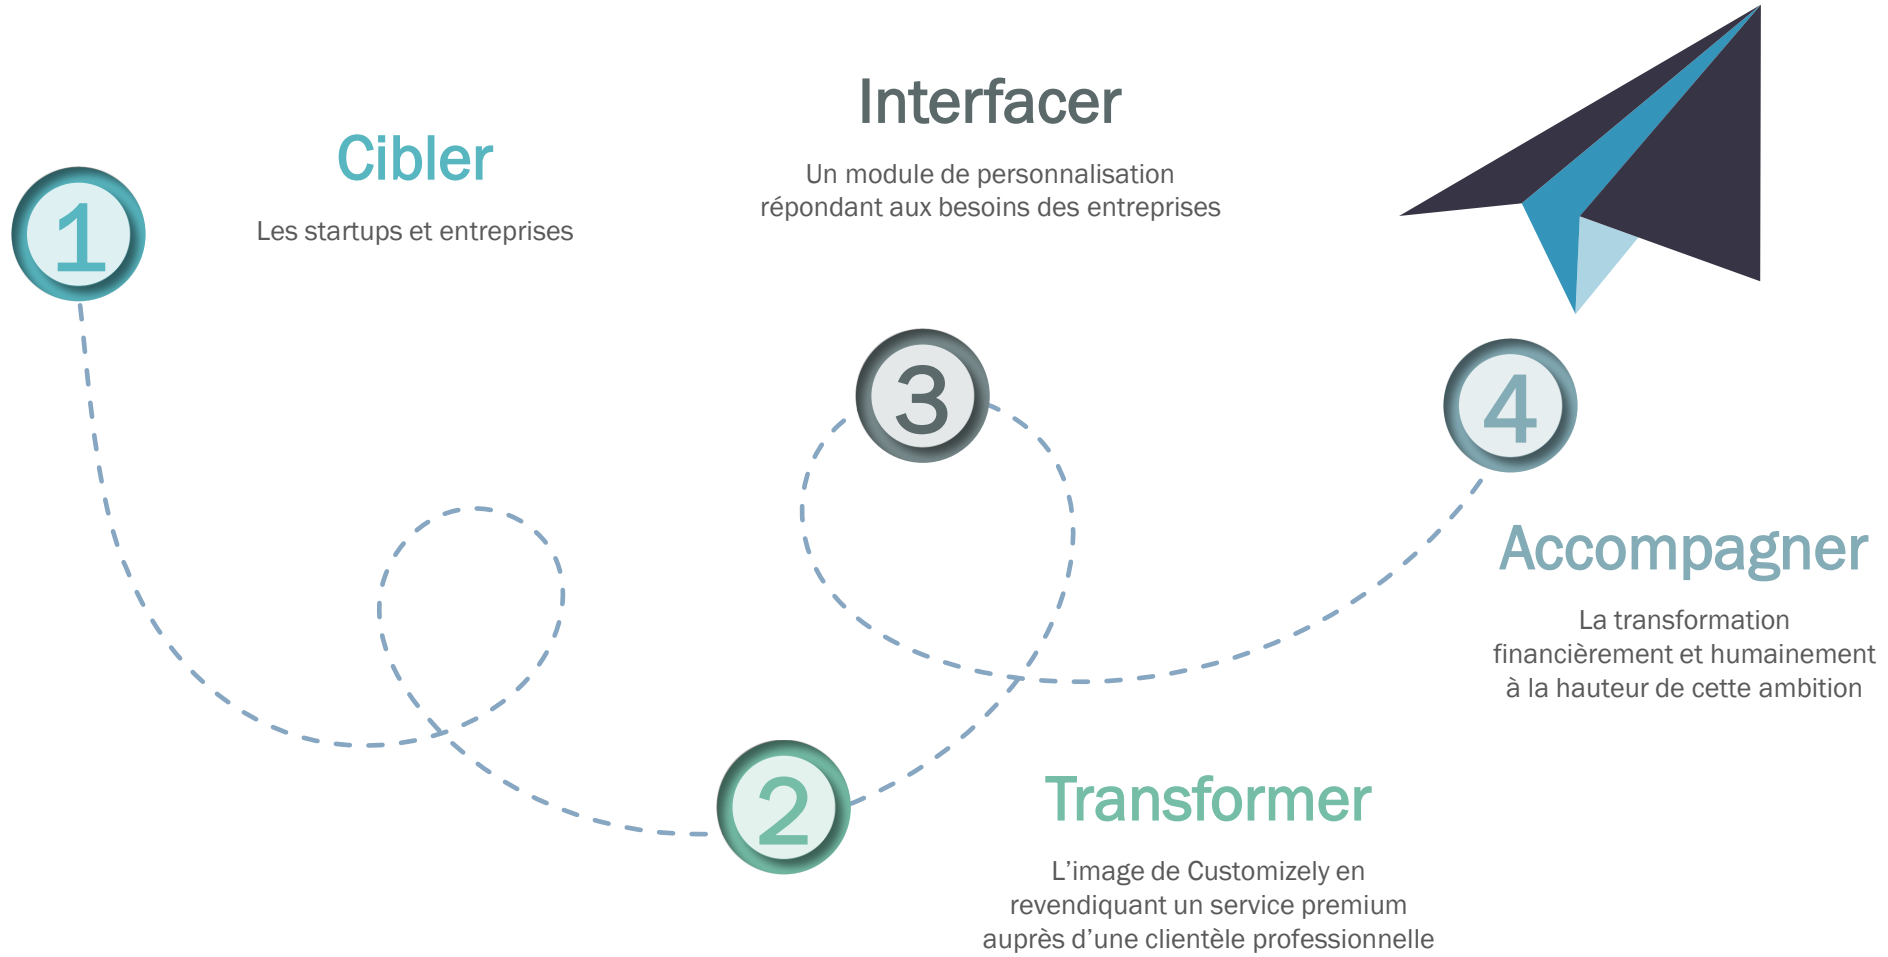 1
Cibler
Les startups et entreprises
2
Transformer
L’image de Customizely en
revendiquant un service premium
auprès d’une clientèle professionnelle
3
Interfacer
Un module de personnalisation
répondant aux besoins des entreprises
4
Accompagner
La transformation
financièrement et humainement
à la hauteur de cette ambition